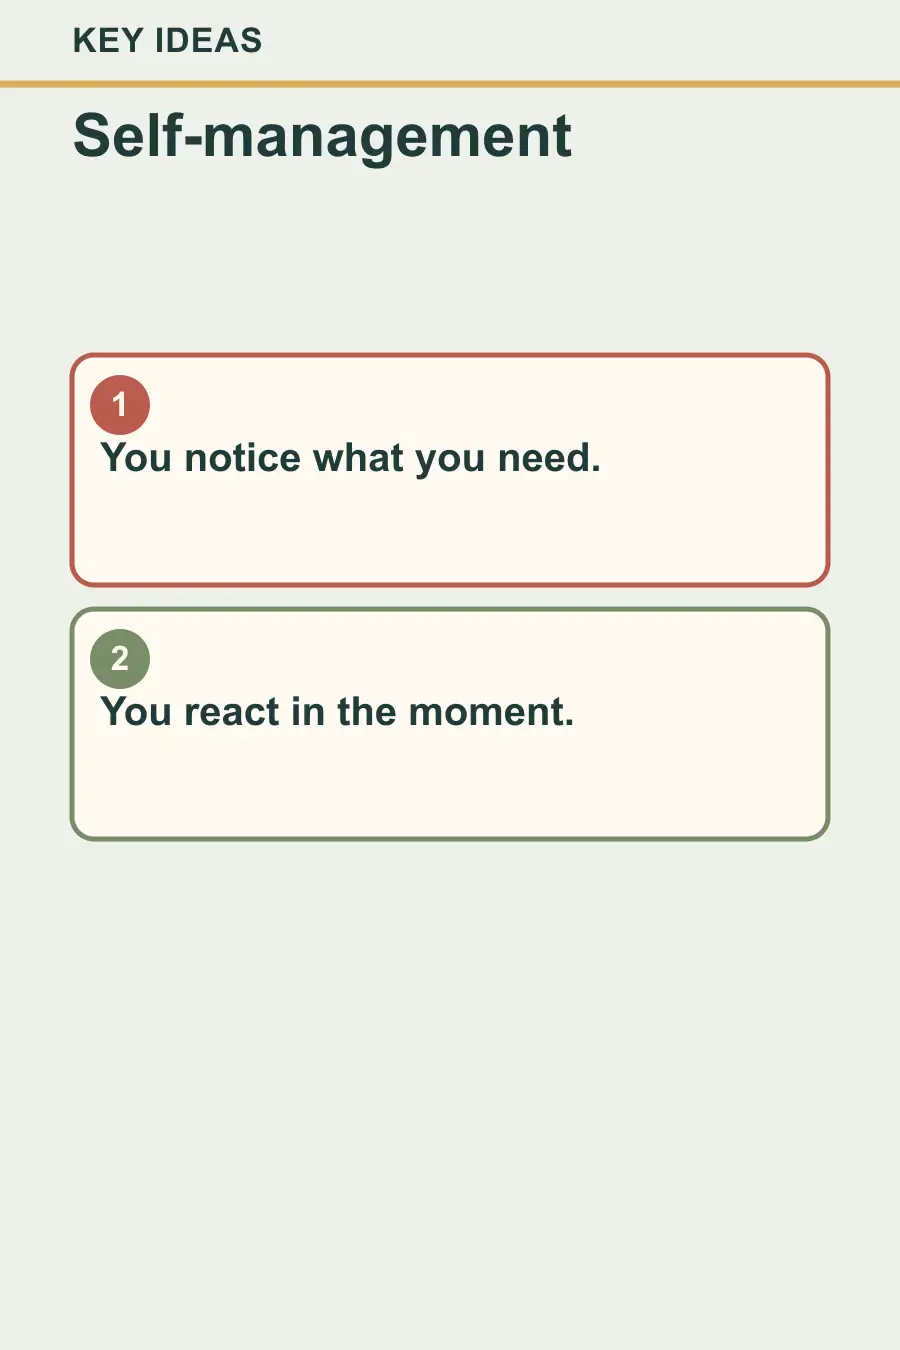 KEY IDEAS
Self-management
1
You notice what you need.
2
You react in the moment.